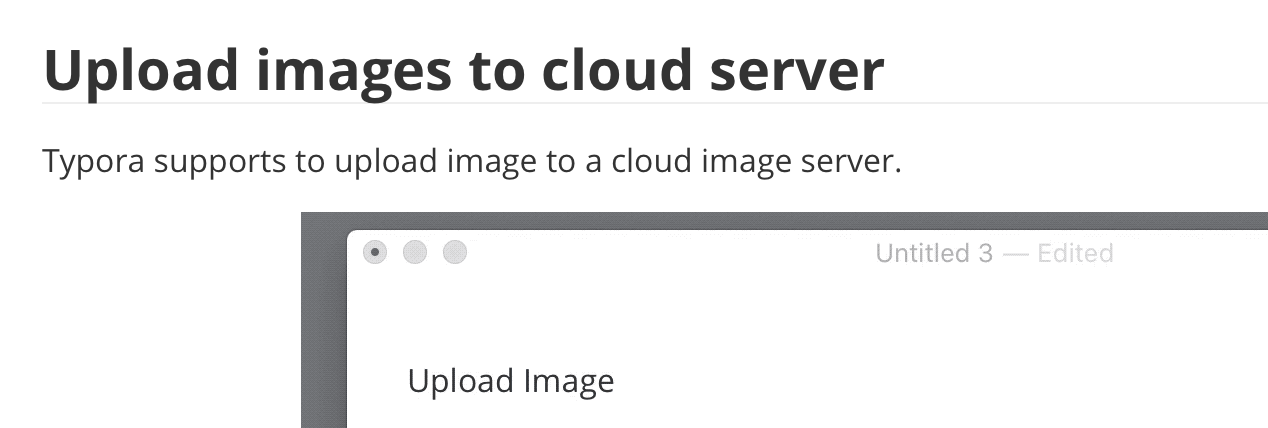 Upload images to cloud server
Typora supports to upload image to a cloud image server.
Untitled 3 — Edited
Upload Image